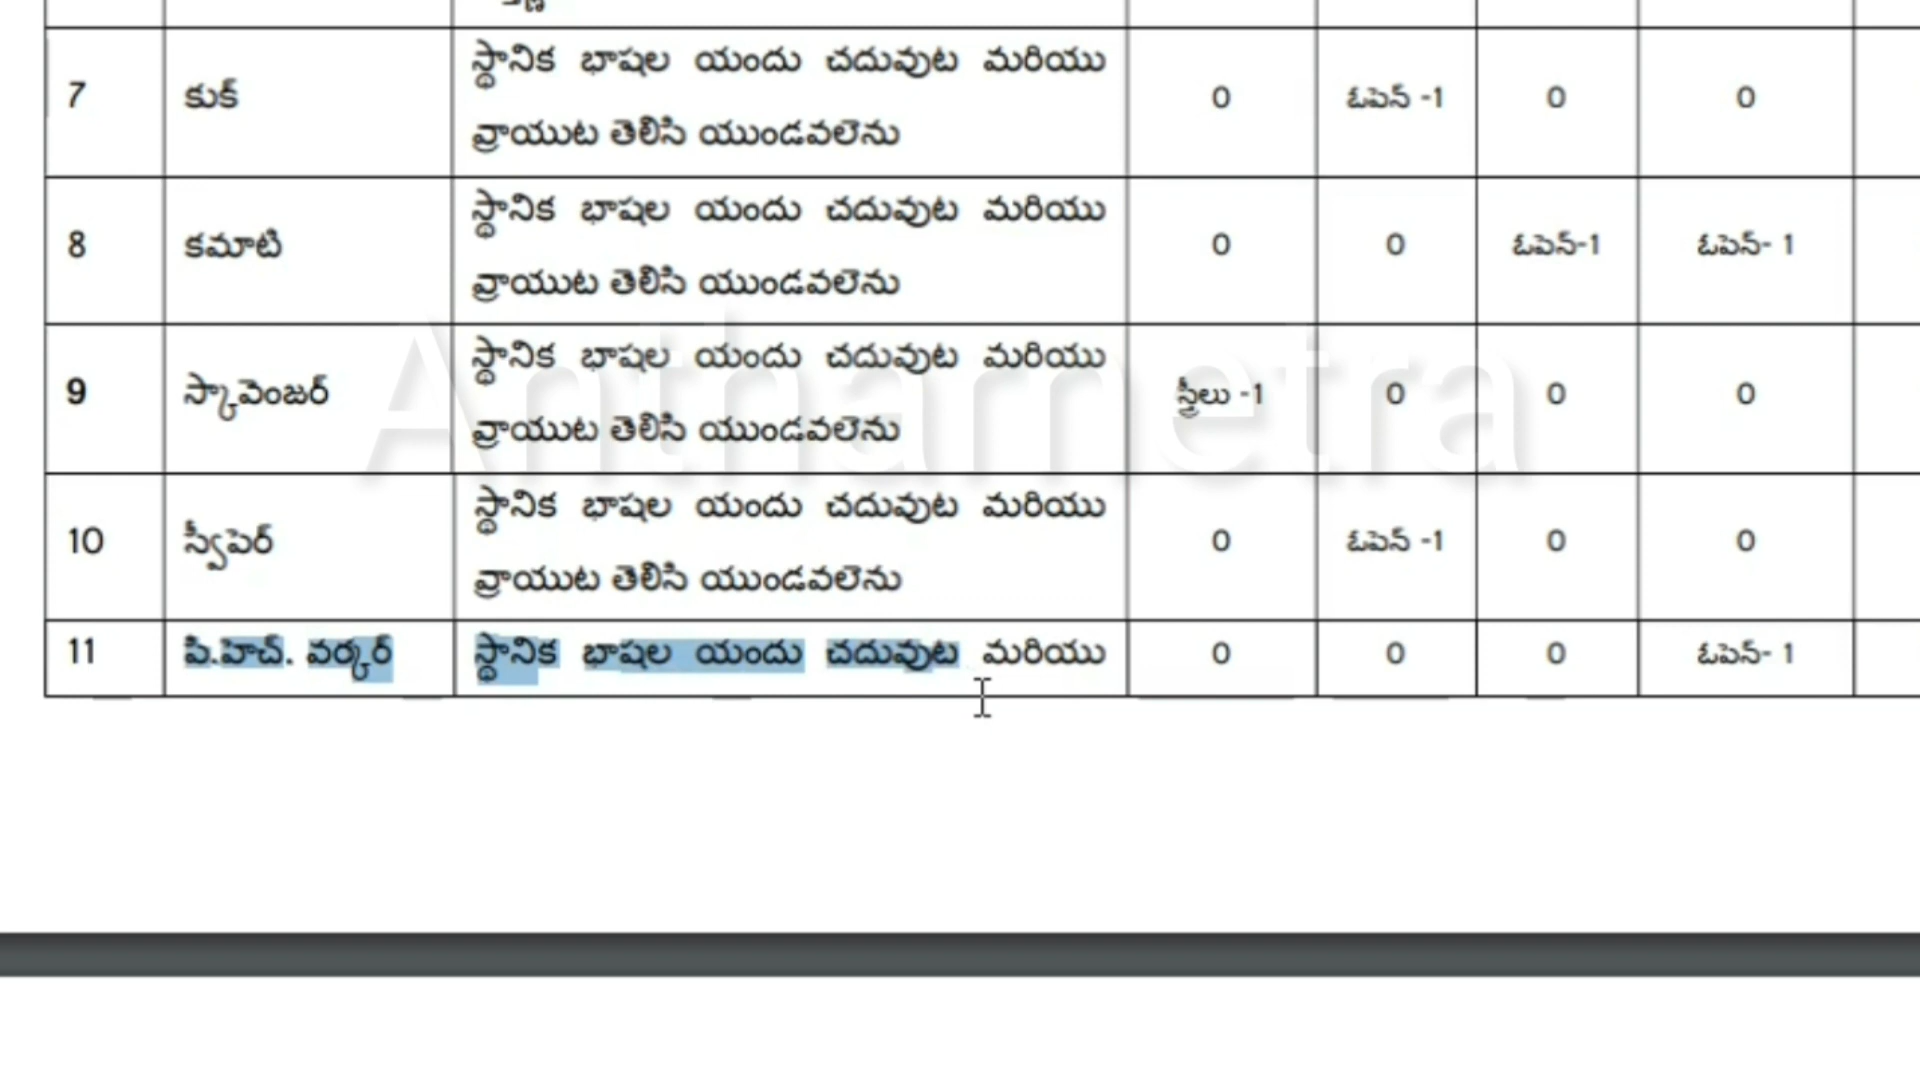 7 కుక్ స్థానిక భాషల యందు చదువుట మరియు 0 ఓపెన్ -1 0 0
వ్రాయుట తెలిసి యుండవలెను
8 కమాటి స్థానిక భాషల యందు చదువుట మరియు 0 0 ఓపెన్-1 ఓపెన్- 1
వ్రాయుట తెలిసి యుండవలెను
9 స్కావెంజర్ స్థానిక భాషల యందు చదువుట మరియు స్త్రీలు -1 0 0 0
వ్రాయుట తెలిసి యుండవలెను
Anthametra
10 స్వీపెర్ స్థానిక భాషల యందు చదువుట మరియు 0 ఓపెన్ -1 0 0
వ్రాయుట తెలిసి యుండవలెను
11 పి.హెచ్. వర్కర్ స్థానిక భాషల యందు చదువుట మరియు 0 0 0 ఓపెన్- 1